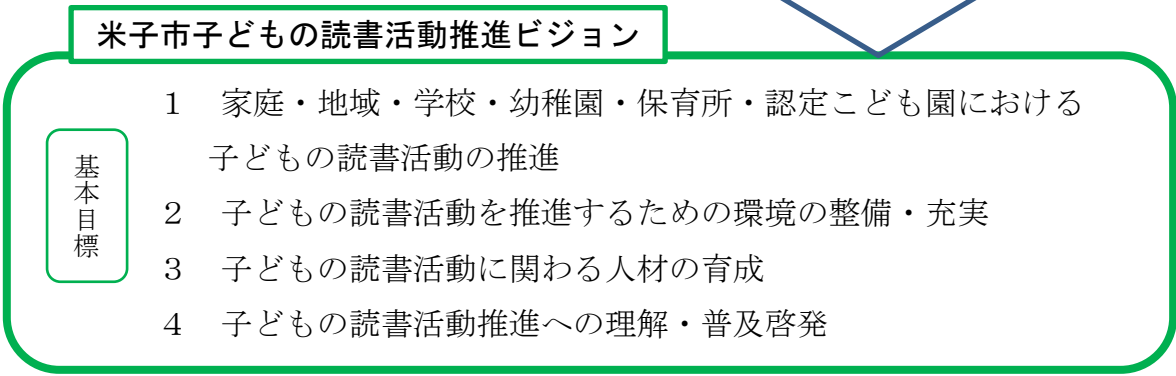 米子市子どもの読書活動推進ビジョン
基本目標
1 家庭・地域・学校・幼稚園・保育所・認定こども園における
子どもの読書活動の推進
2 子どもの読書活動を推進するための環境の整備・充実
3 子どもの読書活動に関わる人材の育成
4 子どもの読書活動推進への理解・普及啓発